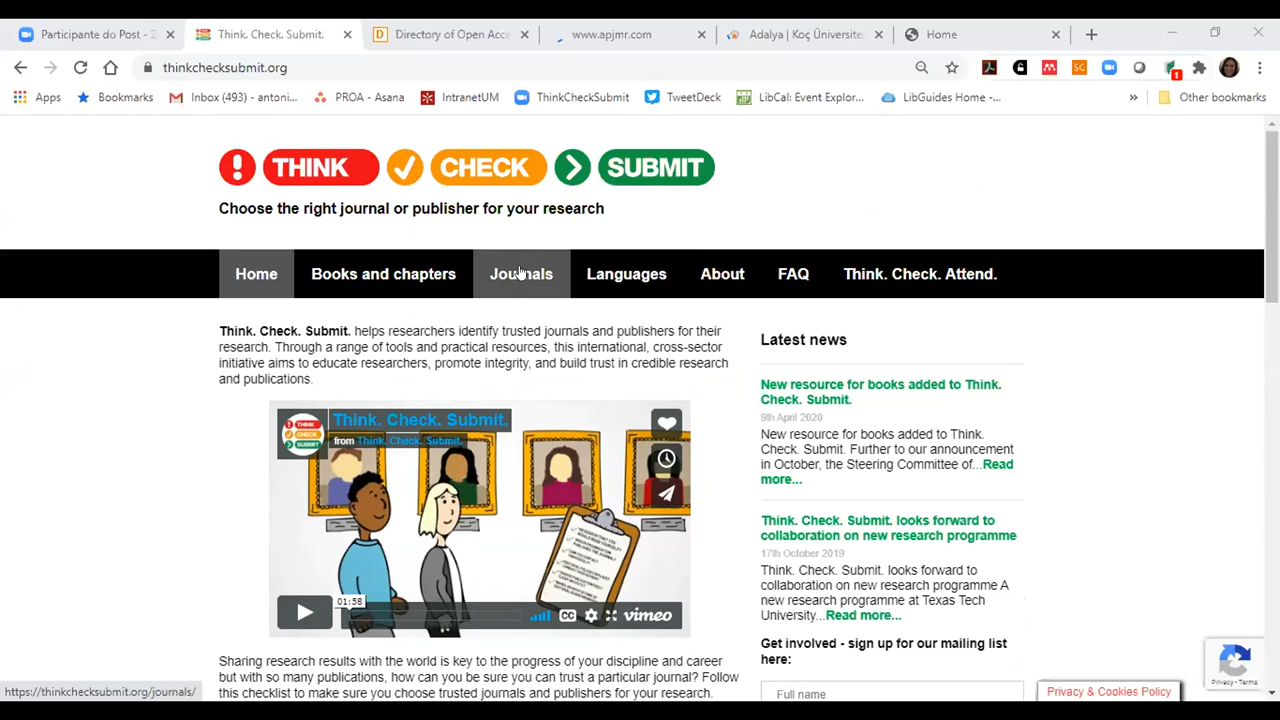 Participante do Post - Z
Think. Check. Submit.
Directory of Open Acce
www.apjmr.com
Adalya | Koç Üniversite
Home
thinkchecksubmit.org
1
Apps
Bookmarks
Inbox (493) - antoni...
PROA - Asana
IntranetUM
ThinkCheckSubmit
TweetDeck
LibCal: Event Explor...
LibGuides Home -...
»
Other bookmarks
! THINK CHECK SUBMIT
Choose the right journal or publisher for your research
Home
Books and chapters
Journals
Languages
About
FAQ
Think. Check. Attend.
Think. Check. Submit. helps researchers identify trusted journals and publishers for their
research. Through a range of tools and practical resources, this international, cross-sector
initiative aims to educate researchers, promote integrity, and build trust in credible research
and publications.
THINK
CHECK
SUBMIT
Think. Check. Submit.
from Think. Check. Submit.
01:58
CC
vimeo
Sharing research results with the world is key to the progress of your discipline and career
but with so many publications, how can you be sure you can trust a particular journal? Follow
this checklist to make sure you choose trusted journals and publishers for your research.
Latest news
New resource for books added to Think.
Check. Submit.
9th April 2020
New resource for books added to Think.
Check. Submit. Further to our announcement
in October, the Steering Committee of...Read
more...
Think. Check. Submit. looks forward to
collaboration on new research programme
17th October 2019
Think. Check. Submit. looks forward to
collaboration on new research programme A
new research programme at Texas Tech
University...Read more...
Get involved - sign up for our mailing list
here:
Full name
Privacy - Terms
https://thinkchecksubmit.org/journals/
Privacy & Cookies Policy